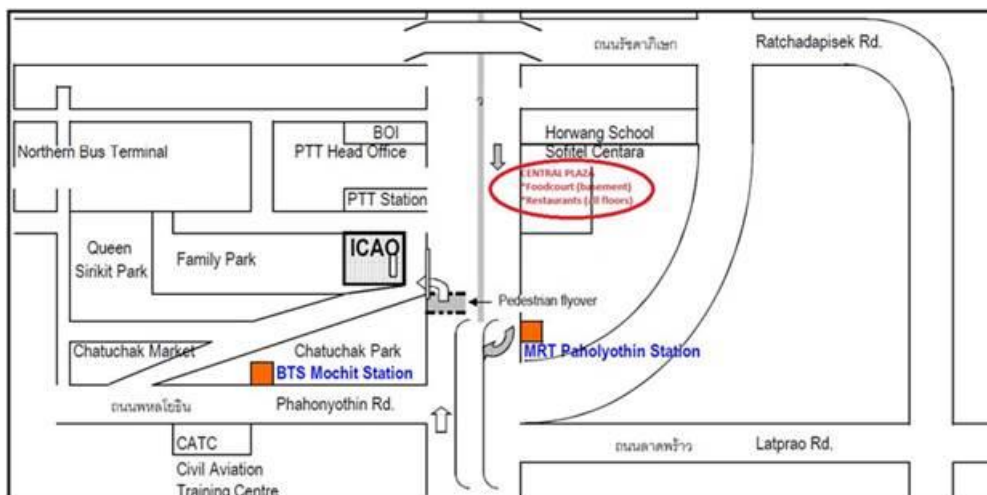 ถนนรัชดาภิเษก
Ratchadapisek Rd.
BOI
Horwang School
Northern Bus Terminal
PTT Head Office
Sofitel Centara
CENTRAL PLAZA
*Foodcourt (basement)
*Restaurants (all floors)
PTT Station
Queen
Sirikit Park
Family Park
ICAO
Pedestrian flyover
Chatuchak Market
Chatuchak Park
MRT Paholyothin Station
BTS Mochit Station
ถนนพหลโยธิน
Phahonyothin Rd.
CATC
ถนนลาดพร้าว
Latprao Rd.
Civil Aviation
Training Centre